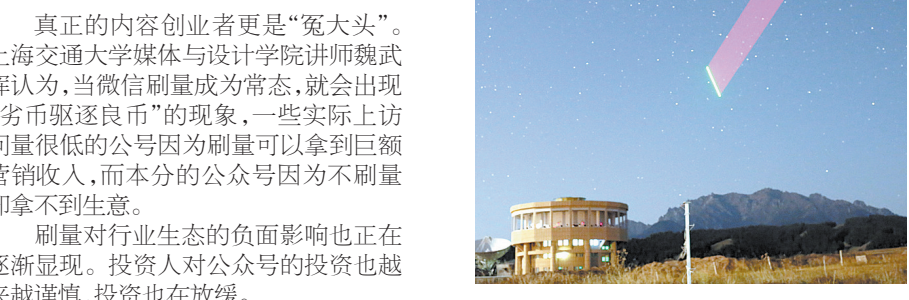 真正的内容创业者更是“冤大头”。
上海交通大学媒体与设计学院讲师魏武
挥认为,当微信刷量成为常态,就会出现
“劣币驱逐良币”的现象,一些实际上访
问量很低的公号因为刷量可以拿到巨额
营销收入,而本分的公众号因为不刷量
却拿不到生意。
刷量对行业生态的负面影响也正在
逐渐显现。投资人对公众号的投资也越
来越谨慎,投资也在放缓。